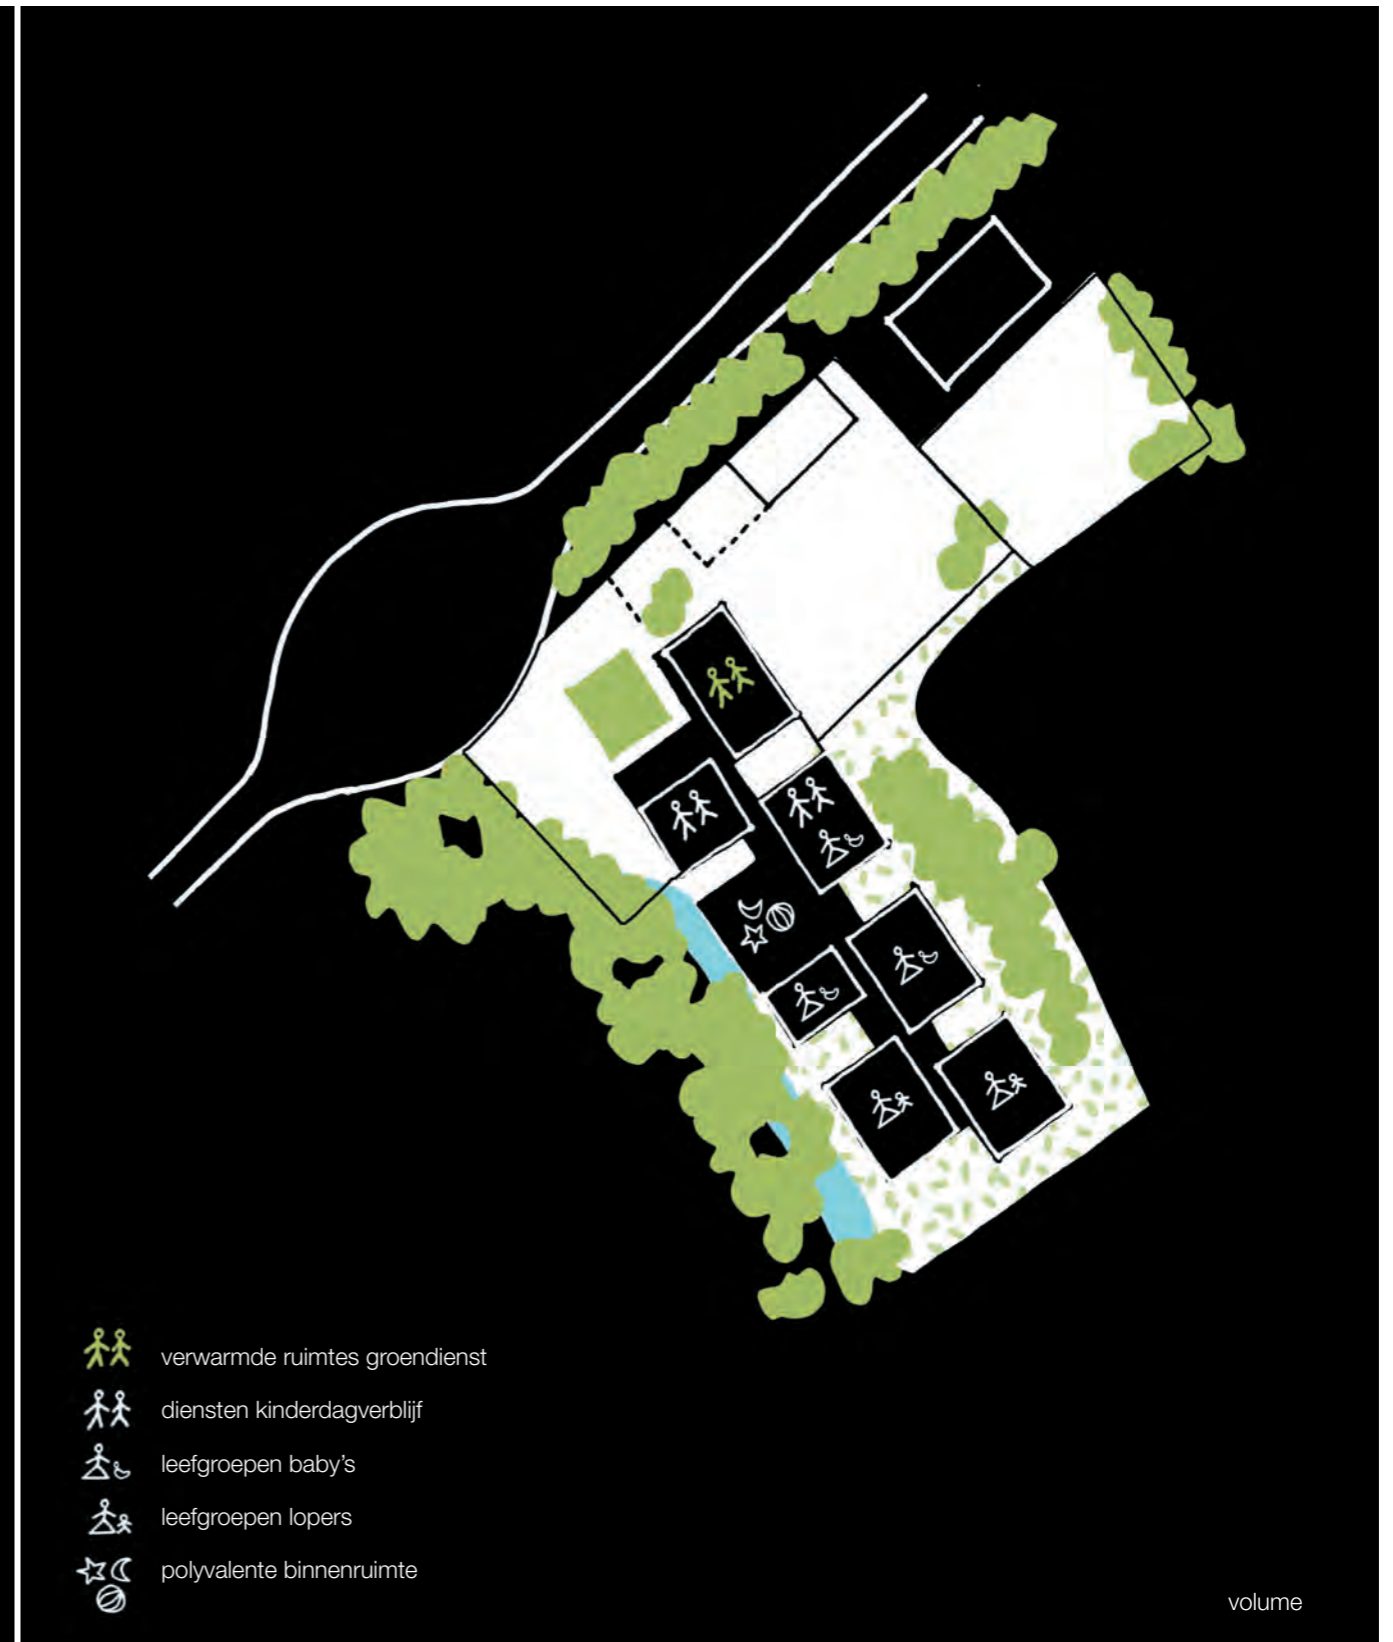 verwarmde ruimtes groendienst
diensten kinderdagverblijf
leefgroepen baby's
leefgroepen lopers
polyvalente binnenruimte
volume